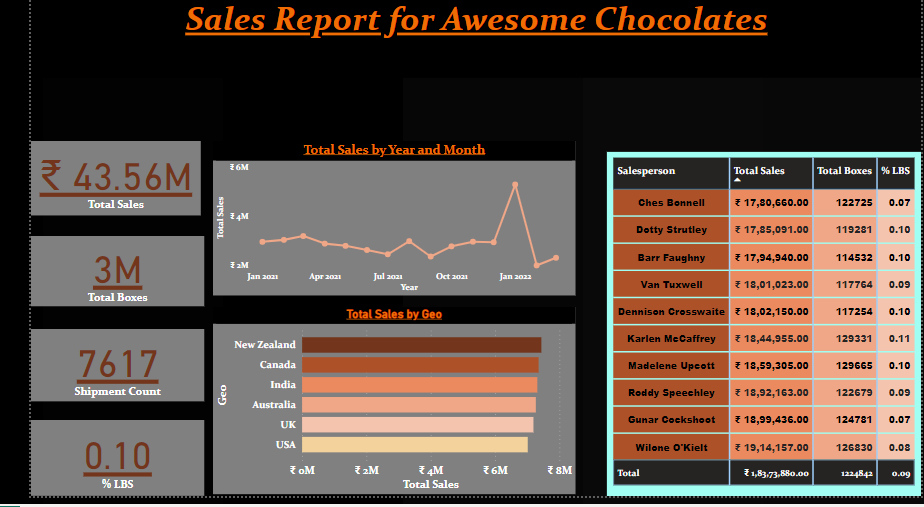 Sales Report for Awesome Chocolates
₹ 43.56M
Total Sales
3M
Total Boxes
7617
Shipment Count
0.10
% LBS
Total Sales by Year and Month
₹ 6M
₹ 4M
₹ 2M
Total Sales
Jan 2021 Apr 2021 Jul 2021 Oct 2021 Jan 2022
Year
Total Sales by Geo
Geo
New Zealand
Canada
India
Australia
UK
USA
₹ 0M ₹ 2M ₹ 4M ₹ 6M ₹ 8M
Total Sales
Salesperson Total Sales Total Boxes % LBS
Ches Bonnell ₹ 17,80,660.00 122725 0.07
Dotty Strutley ₹ 17,85,091.00 119281 0.10
Barr Faughny ₹ 17,94,940.00 114532 0.10
Van Tuxwell ₹ 18,01,023.00 117764 0.09
Dennison Crosswaite ₹ 18,02,150.00 117254 0.10
Karlen McCaffrey ₹ 18,44,955.00 129331 0.11
Madelene Upcott ₹ 18,59,305.00 129665 0.10
Roddy Speechley ₹ 18,92,163.00 122679 0.09
Gunar Cockshoot ₹ 18,99,436.00 124781 0.07
Wilone O'Kielt ₹ 19,14,157.00 126830 0.08
Total ₹ 1,83,73,880.00 1224842 0.09